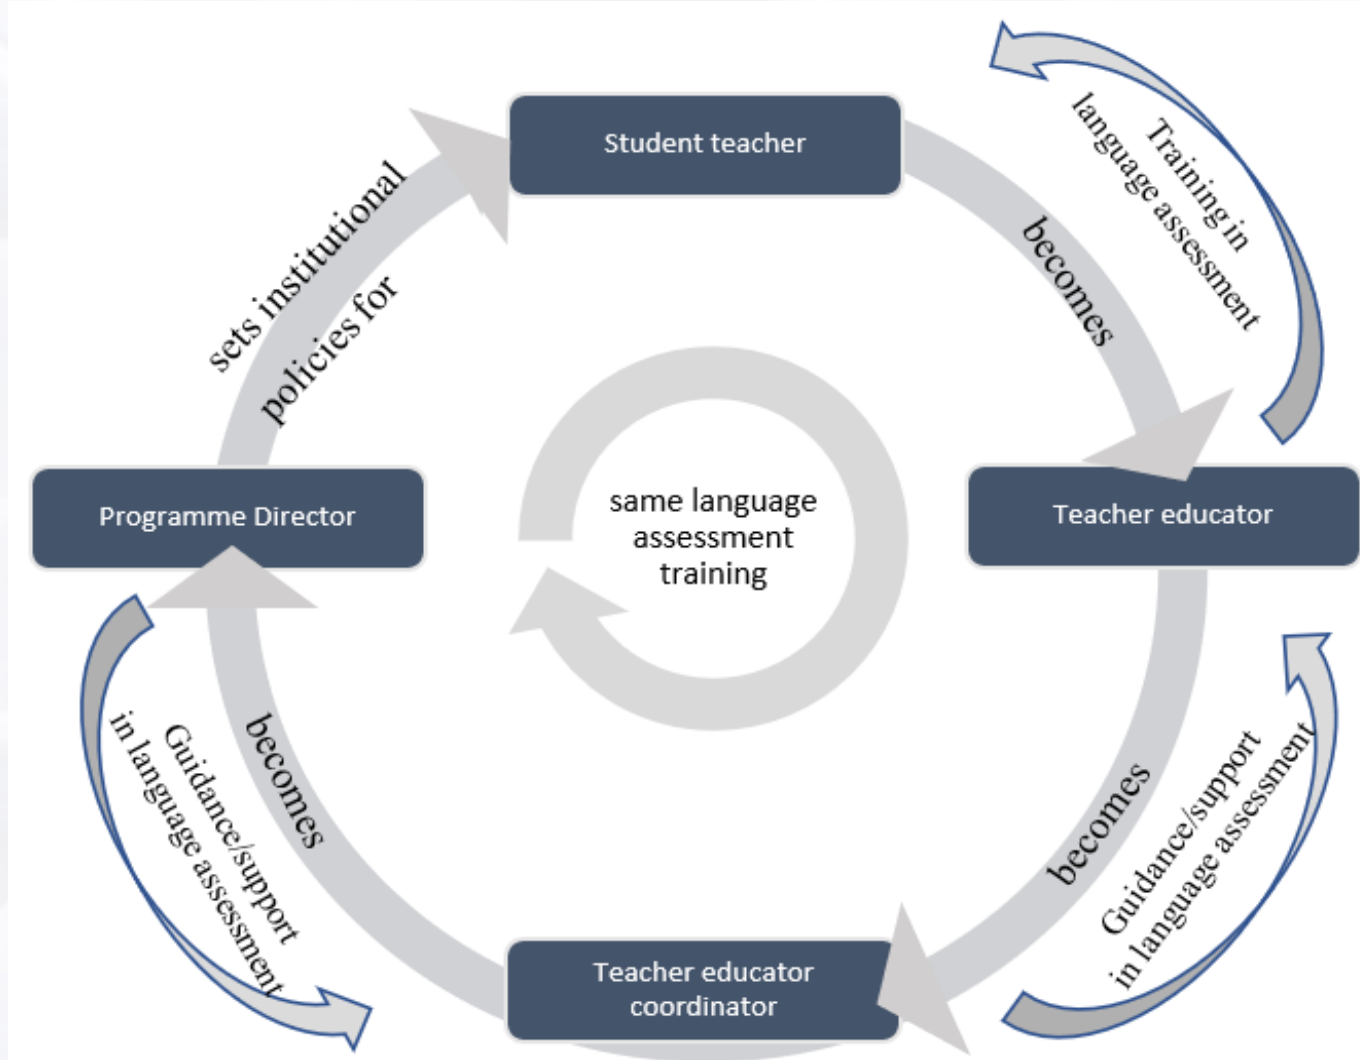 Student teacher
becomes
Training in
language assessment
Teacher educator
becomes
Guidance/support
in language assessment
Teacher educator
coordinator
becomes
Guidance/support
in language assessment
Programme Director
sets institutional
policies for
same language
assessment
training